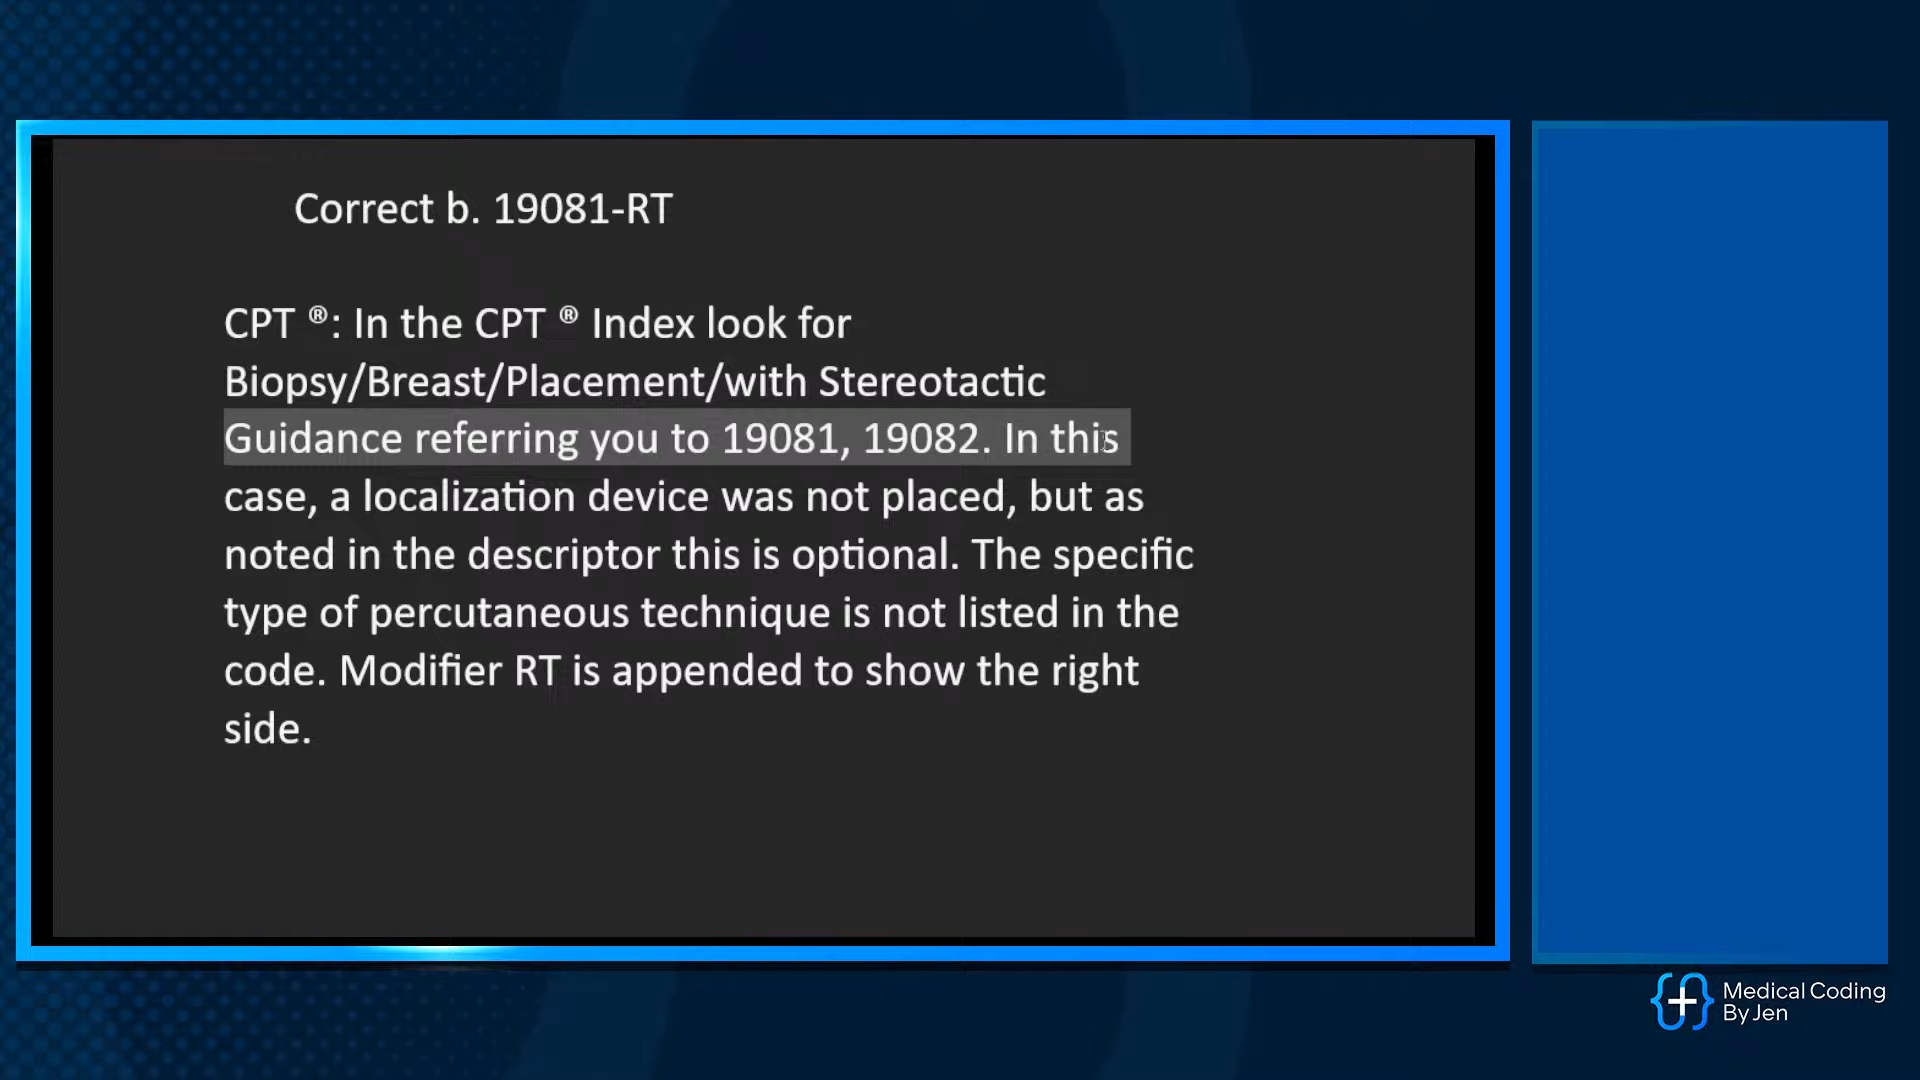 Correct b. 19081-RT
CPT ®: In the CPT ® Index look for
Biopsy/Breast/Placement/with Stereotactic
Guidance referring you to 19081, 19082. In this
case, a localization device was not placed, but as
noted in the descriptor this is optional. The specific
type of percutaneous technique is not listed in the
code. Modifier RT is appended to show the right
side.
Medical Coding
By Jen